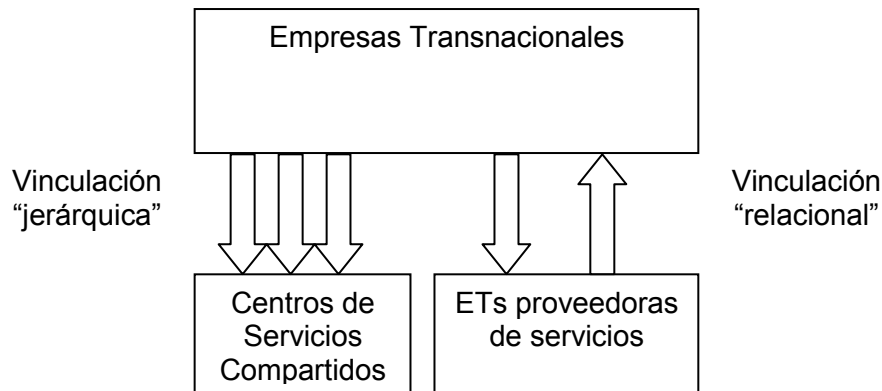 Empresas Transnacionales
Vinculación
“jerárquica”
Vinculación
“relacional”
Centros de
Servicios
Compartidos
ETs proveedoras
de servicios